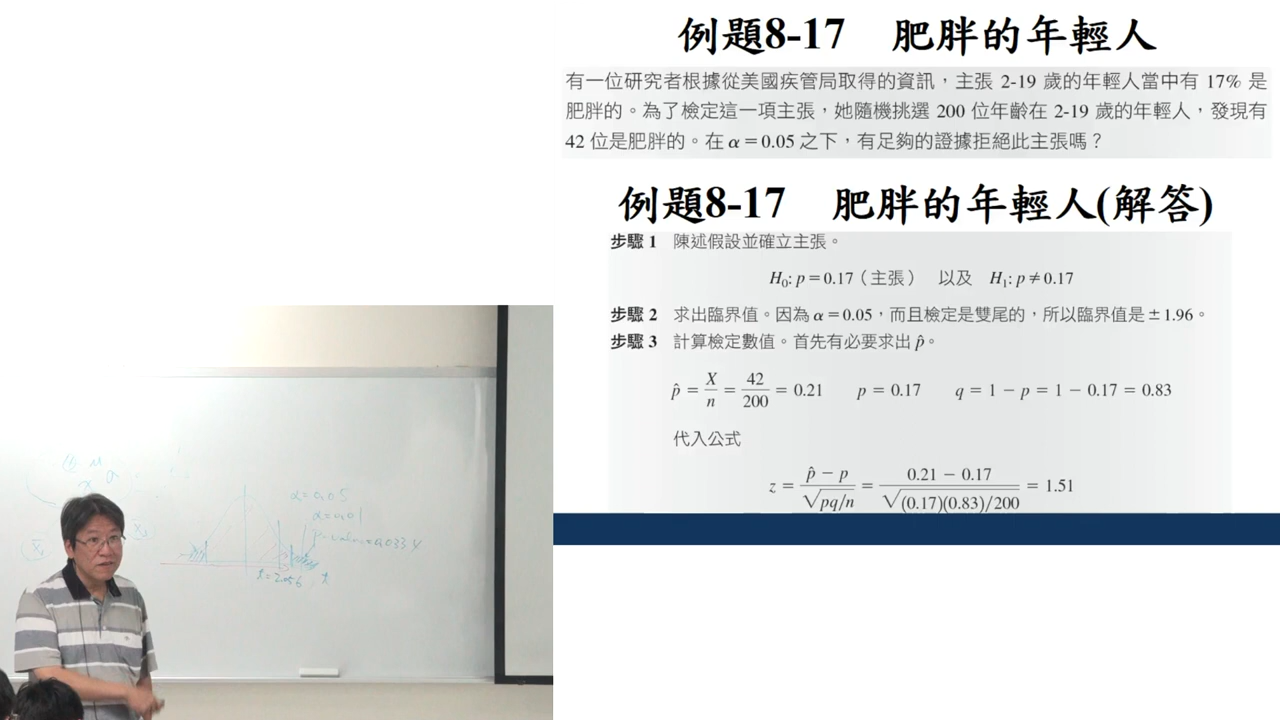 例題8-17 肥胖的年輕人
有一位研究者根據從美國疾管局取得的資訊，主張 2-19 歲的年輕人當中有 17% 是
肥胖的。為了檢定這一項主張，她隨機挑選 200 位年齡在 2-19 歲的年輕人，發現有
42 位是肥胖的。在 α = 0.05 之下，有足夠的證據拒絕此主張嗎？
例題8-17 肥胖的年輕人(解答)
步驟 1 陳述假設並確立主張。
H₀: p = 0.17（主張） 以及 H₁: p ≠ 0.17
步驟 2 求出臨界值。因為 α = 0.05，而且檢定是雙尾的，所以臨界值是 ± 1.96。
步驟 3 計算檢定數值。首先有必要求出 p̂。
p̂ = X/n = 42/200 = 0.21 p = 0.17 q = 1 − p = 1 − 0.17 = 0.83
代入公式
z = (p̂ − p)/√(pq/n) = (0.21 − 0.17)/√((0.17)(0.83)/200) = 1.51
α=0.05
α=0.01
t=2.056 t